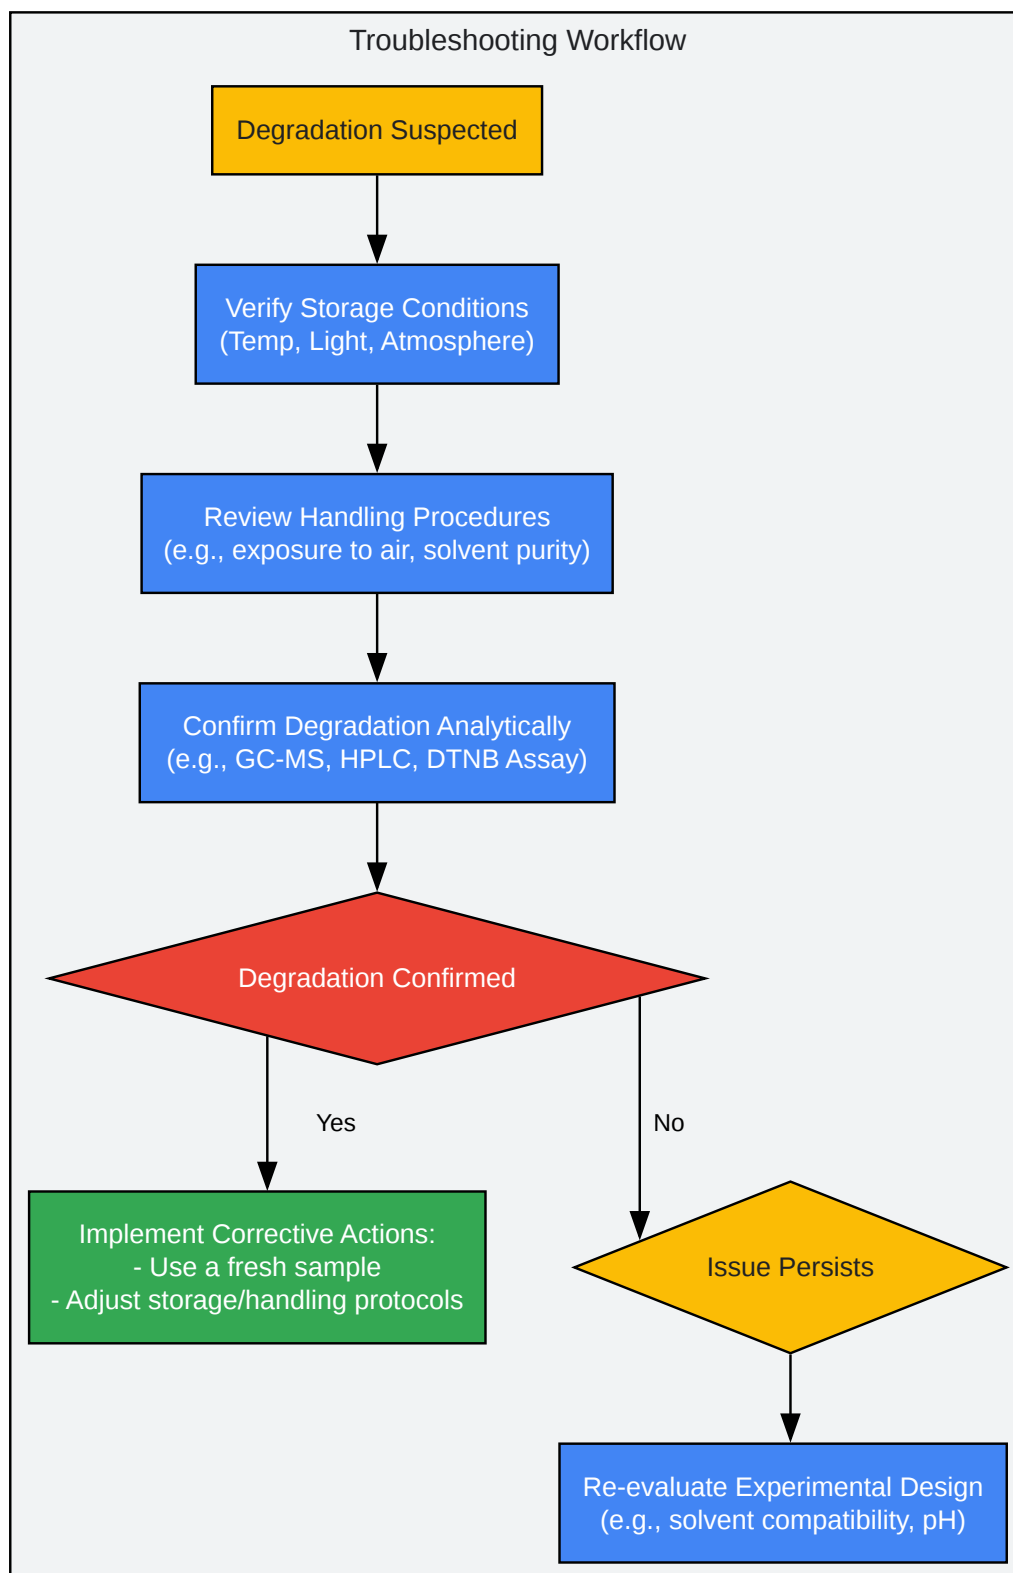 Troubleshooting Workflow
Degradation Suspected
Verify Storage Conditions
(Temp, Light, Atmosphere)
Review Handling Procedures
(e.g., exposure to air, solvent purity)
Confirm Degradation Analytically
(e.g., GC-MS, HPLC, DTNB Assay)
Degradation Confirmed
Yes
No
Implement Corrective Actions:
- Use a fresh sample
- Adjust storage/handling protocols
Issue Persists
Re-evaluate Experimental Design
(e.g., solvent compatibility, pH)